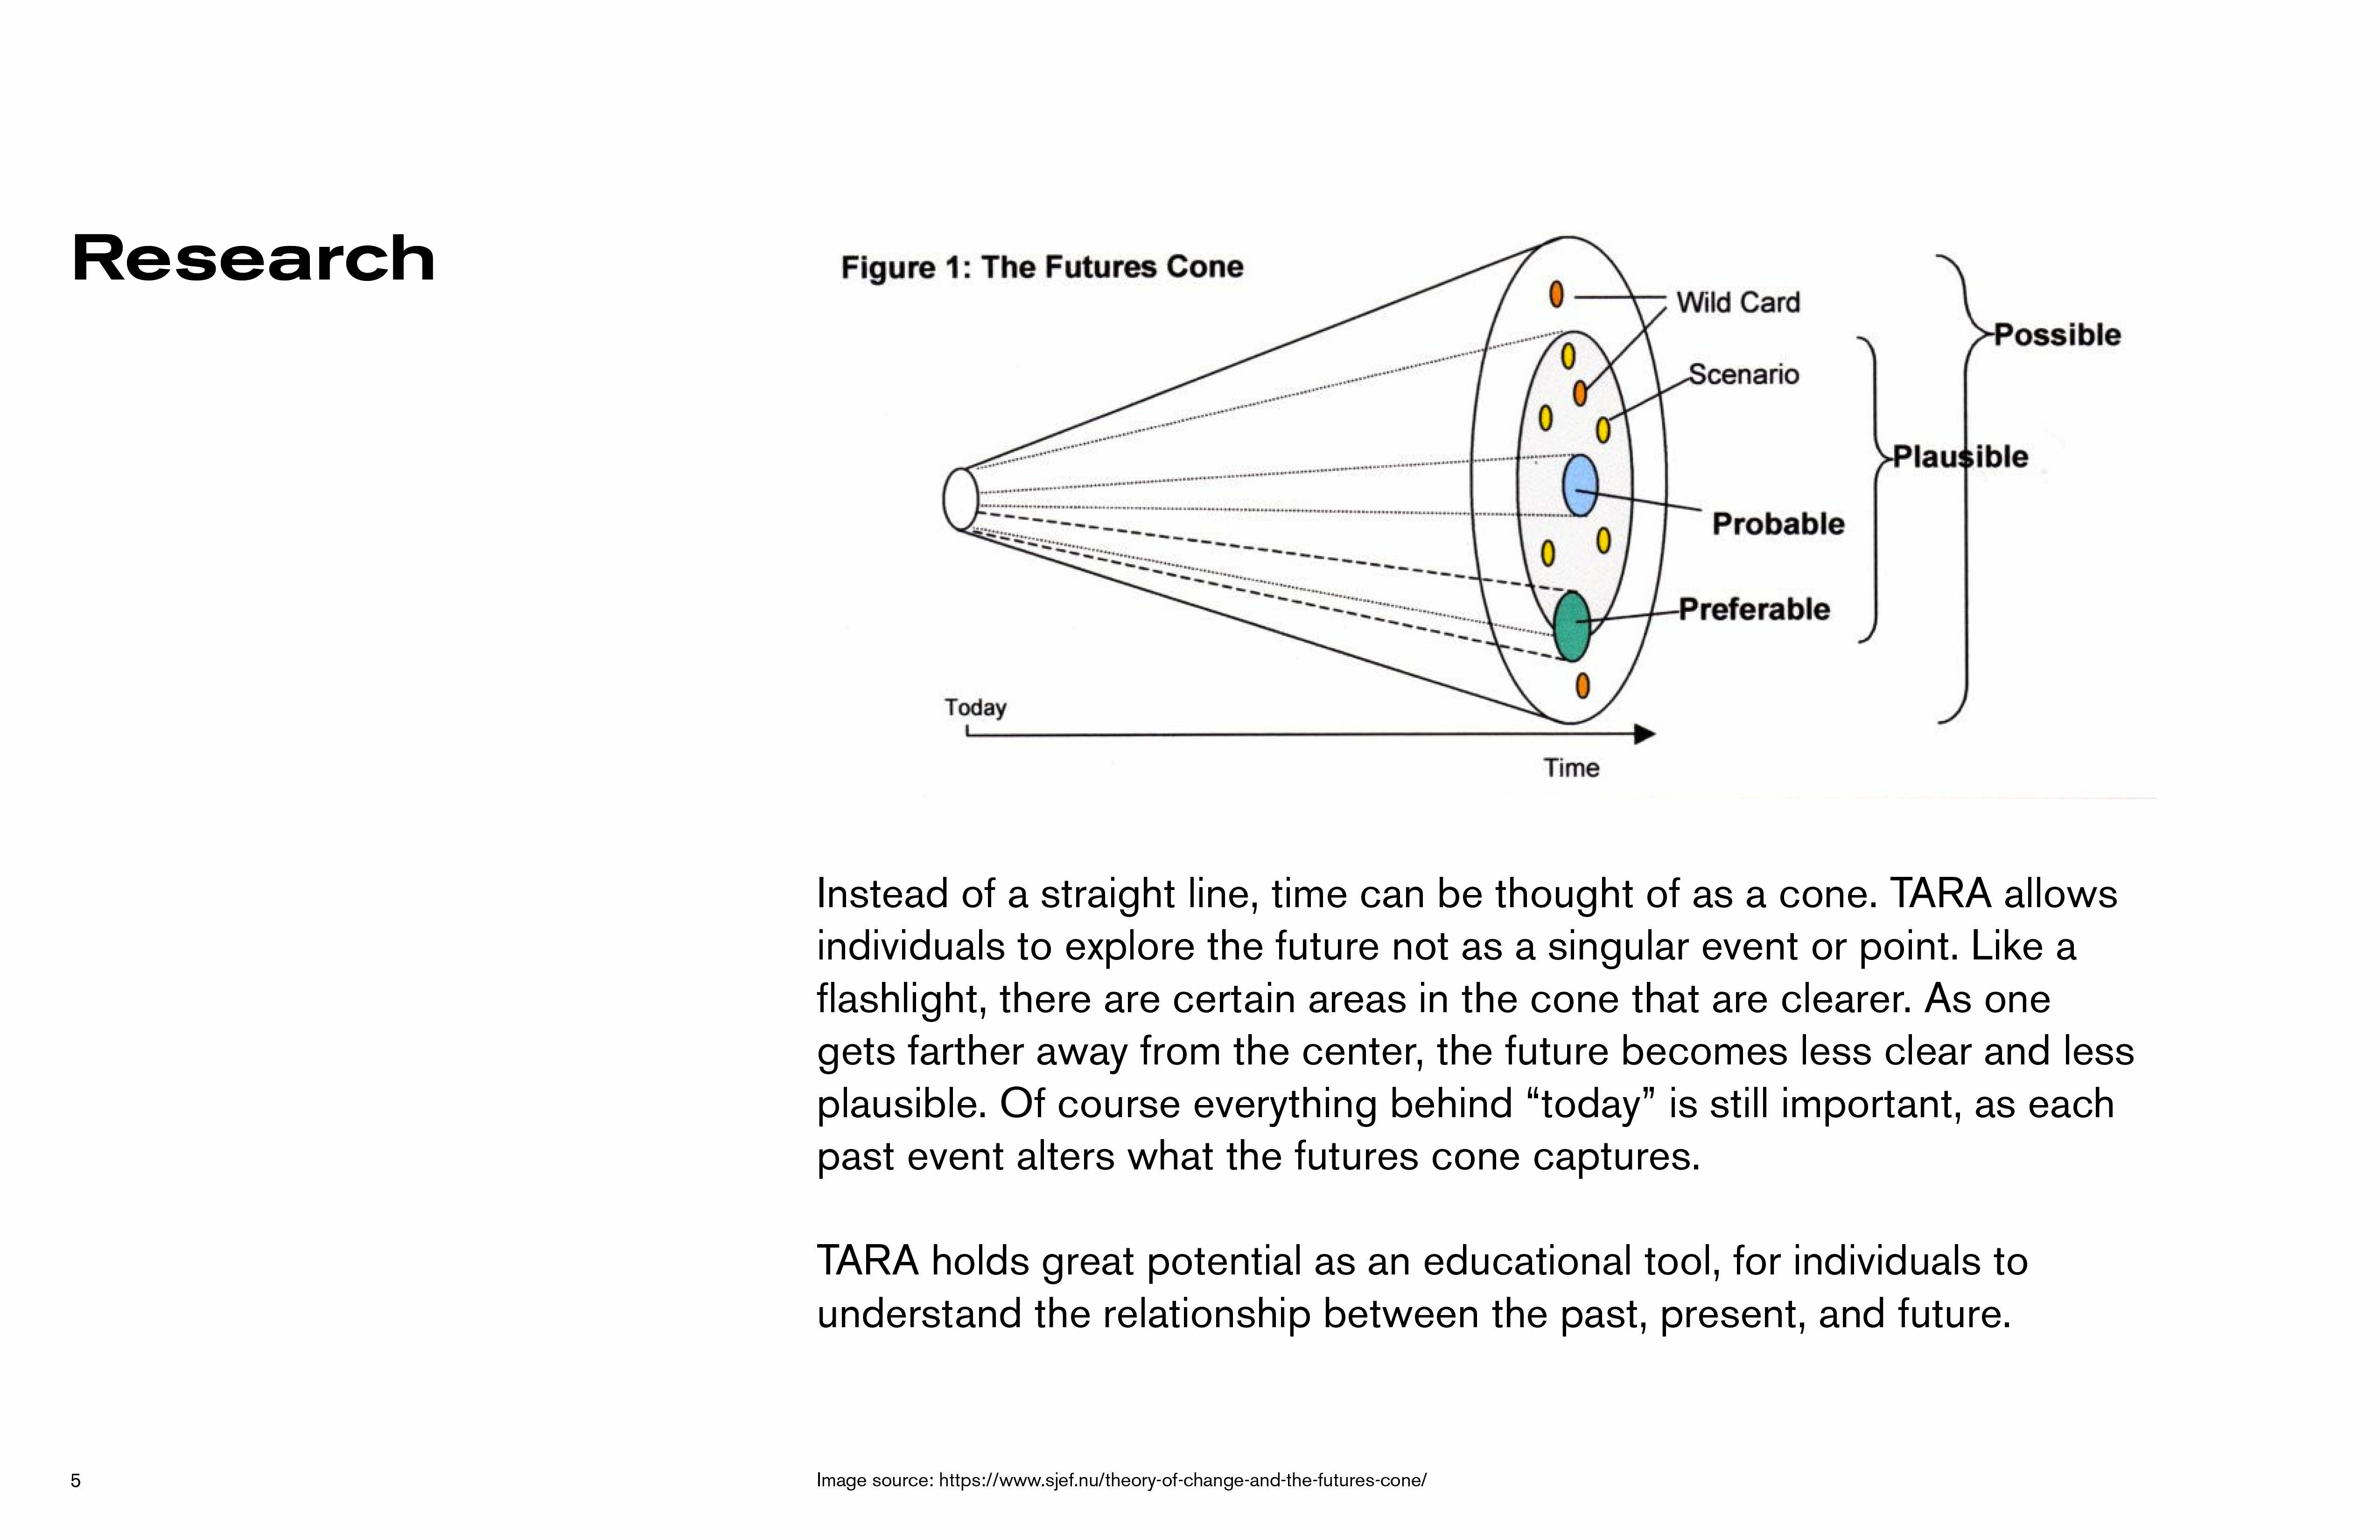 Research
Figure 1: The Futures Cone
Wild Card
Possible
Scenario
Plausible
Probable
Preferable
Today
Time
Instead of a straight line, time can be thought of as a cone. TARA allows
individuals to explore the future not as a singular event or point. Like a
flashlight, there are certain areas in the cone that are clearer. As one
gets farther away from the center, the future becomes less clear and less
plausible. Of course everything behind “today” is still important, as each
past event alters what the futures cone captures.
TARA holds great potential as an educational tool, for individuals to
understand the relationship between the past, present, and future.
5
Image source: https://www.sjef.nu/theory-of-change-and-the-futures-cone/